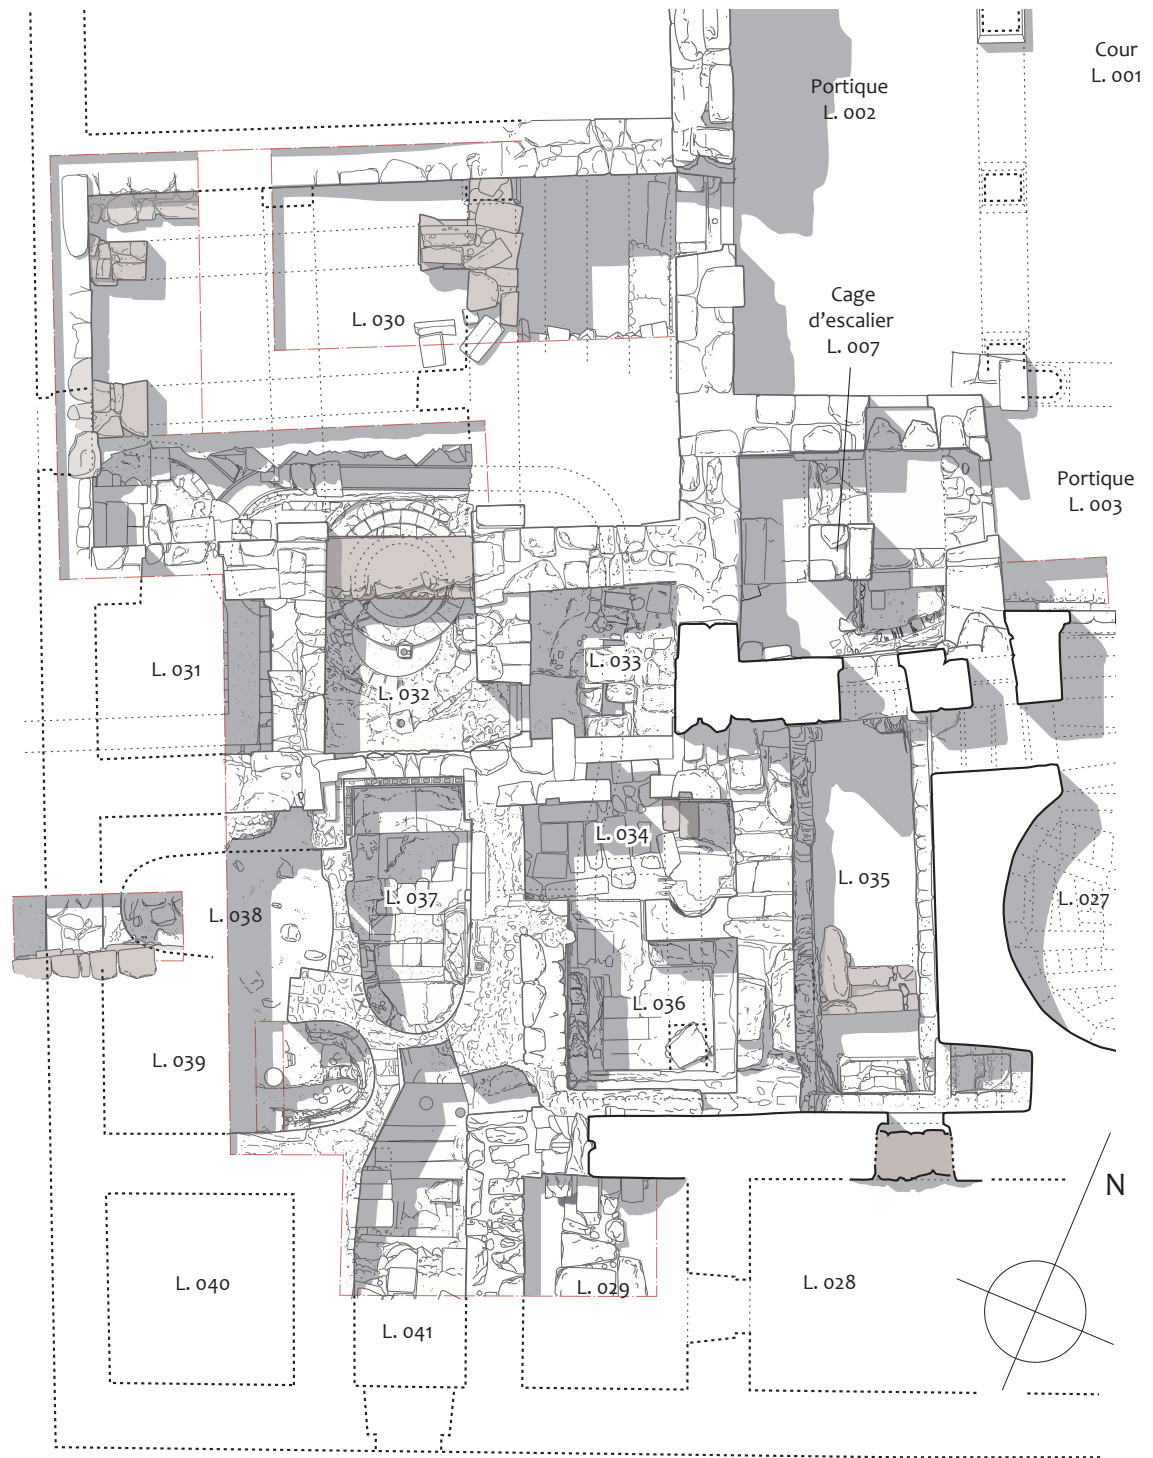 Cour
L. 001
Portique
L. 002
Cage
d’escalier
L. 007
L. 030
Portique
L. 003
L. 031
L. 032
L. 033
L. 034
L. 035
L. 037
L. 027
L. 038
L. 036
L. 039
N
L. 040
L. 029
L. 028
L. 041